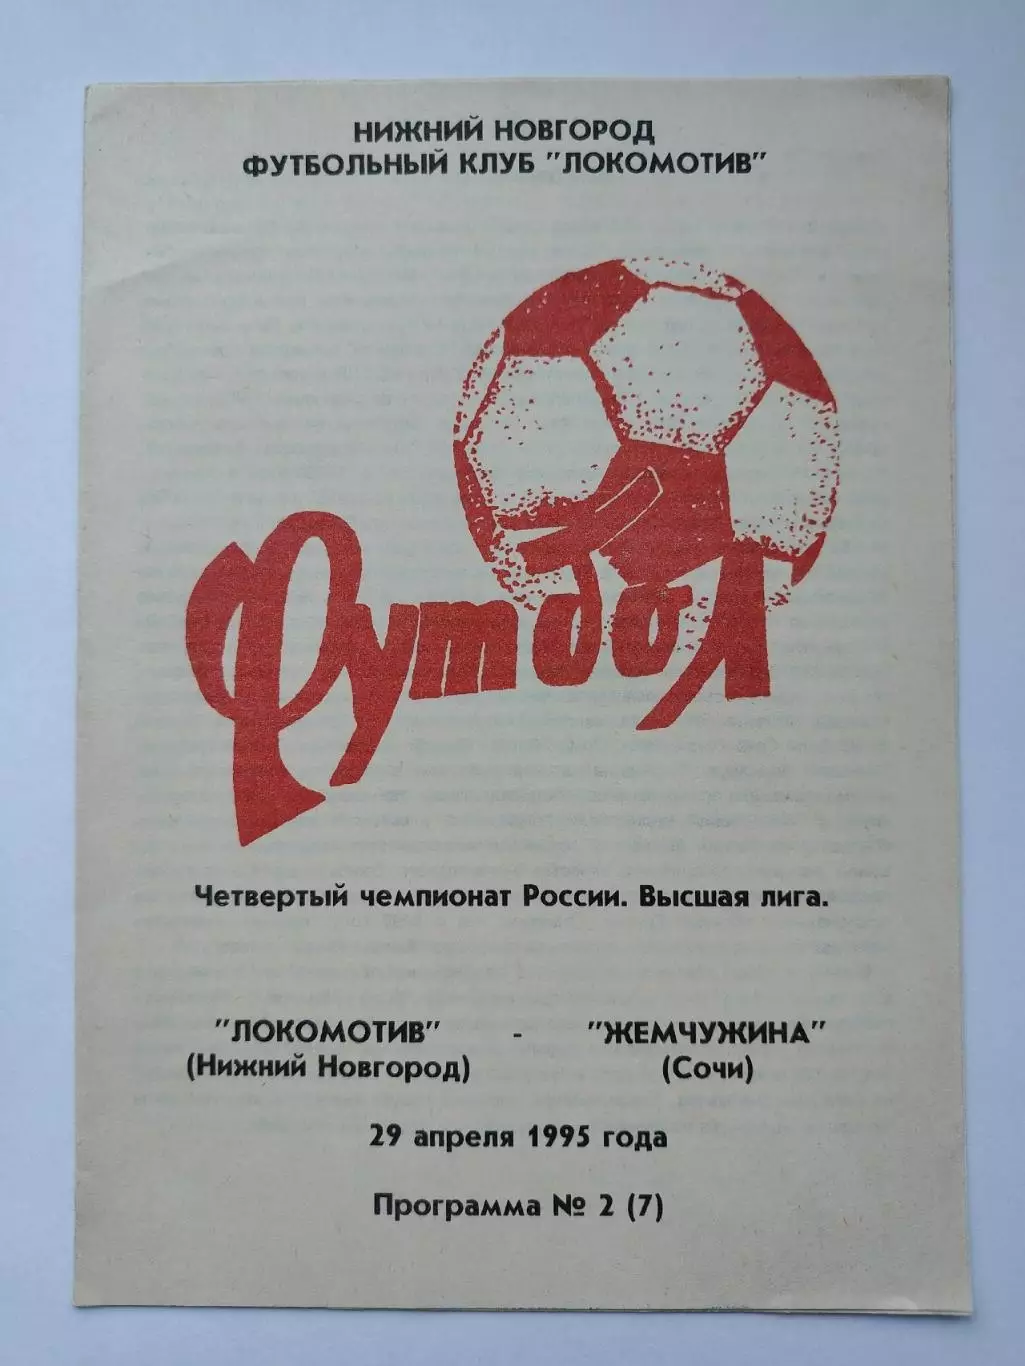 НИЖНИЙ НОВГОРОД
ФУТБОЛЬНЫЙ КЛУБ "ЛОКОМОТИВ"
Футбол
Четвертый чемпионат России. Высшая лига.
"ЛОКОМОТИВ" - "ЖЕМЧУЖИНА"
(Нижний Новгород) (Сочи)
29 апреля 1995 года
Программа № 2 (7)